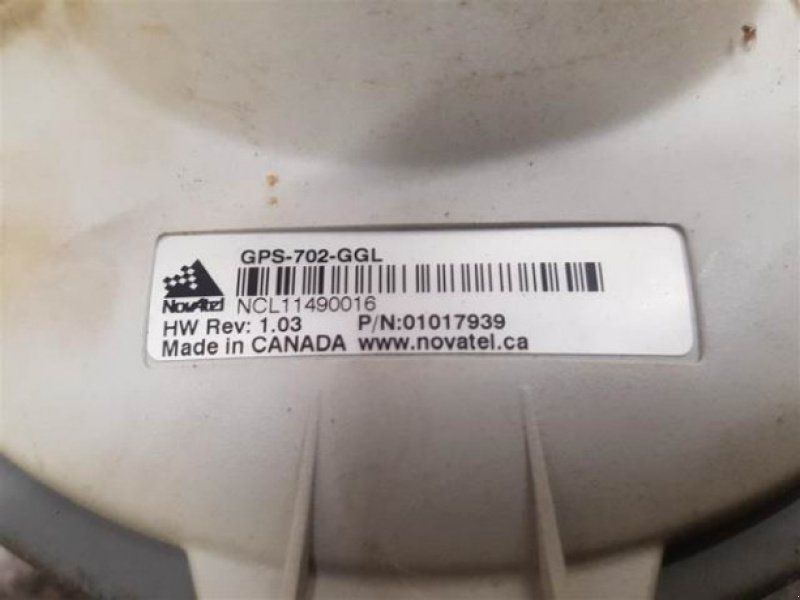 GPS-702-GGL
NovAtel
NCL11490016
HW Rev: 1.03 P/N:01017939
Made in CANADA www.novatel.ca